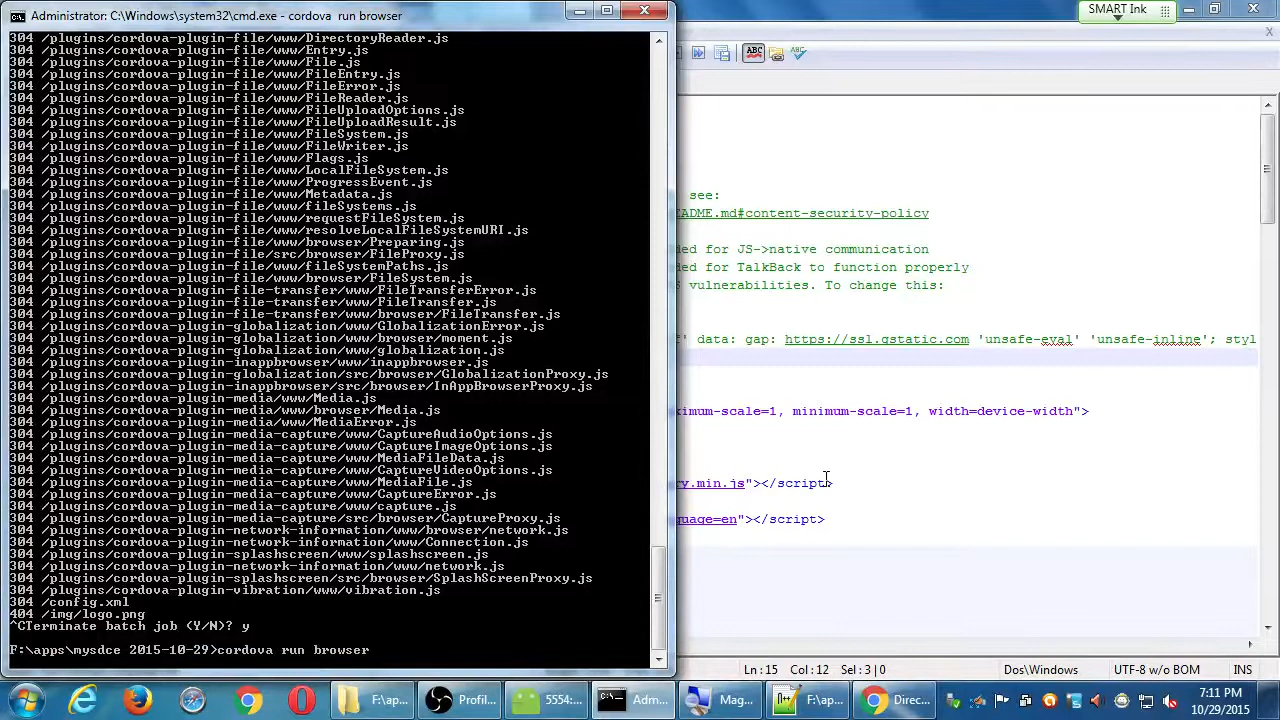 Administrator: C:\Windows\system32\cmd.exe - cordova  run browser
SMART Ink
304 /plugins/cordova-plugin-file/www/DirectoryReader.js
304 /plugins/cordova-plugin-file/www/Entry.js
304 /plugins/cordova-plugin-file/www/File.js
304 /plugins/cordova-plugin-file/www/FileEntry.js
304 /plugins/cordova-plugin-file/www/FileError.js
304 /plugins/cordova-plugin-file/www/FileReader.js
304 /plugins/cordova-plugin-file/www/FileUploadOptions.js
304 /plugins/cordova-plugin-file/www/FileUploadResult.js
304 /plugins/cordova-plugin-file/www/FileSystem.js
304 /plugins/cordova-plugin-file/www/FileWriter.js
304 /plugins/cordova-plugin-file/www/Flags.js
304 /plugins/cordova-plugin-file/www/LocalFileSystem.js
304 /plugins/cordova-plugin-file/www/ProgressEvent.js
304 /plugins/cordova-plugin-file/www/Metadata.js
304 /plugins/cordova-plugin-file/www/fileSystems.js
304 /plugins/cordova-plugin-file/www/requestFileSystem.js
304 /plugins/cordova-plugin-file/www/resolveLocalFileSystemURI.js
304 /plugins/cordova-plugin-file/www/browser/Preparing.js
304 /plugins/cordova-plugin-file/src/browser/FileProxy.js
304 /plugins/cordova-plugin-file/www/fileSystemPaths.js
304 /plugins/cordova-plugin-file/www/browser/FileSystem.js
304 /plugins/cordova-plugin-file-transfer/www/FileTransferError.js
304 /plugins/cordova-plugin-file-transfer/www/FileTransfer.js
304 /plugins/cordova-plugin-file-transfer/www/browser/FileTransfer.js
304 /plugins/cordova-plugin-globalization/www/GlobalizationError.js
304 /plugins/cordova-plugin-globalization/www/browser/moment.js
304 /plugins/cordova-plugin-globalization/www/globalization.js
304 /plugins/cordova-plugin-inappbrowser/www/inappbrowser.js
304 /plugins/cordova-plugin-globalization/src/browser/GlobalizationProxy.js
304 /plugins/cordova-plugin-inappbrowser/src/browser/InAppBrowserProxy.js
304 /plugins/cordova-plugin-media/www/Media.js
304 /plugins/cordova-plugin-media/www/browser/Media.js
304 /plugins/cordova-plugin-media/www/MediaError.js
304 /plugins/cordova-plugin-media-capture/www/CaptureAudioOptions.js
304 /plugins/cordova-plugin-media-capture/www/CaptureImageOptions.js
304 /plugins/cordova-plugin-media-capture/www/MediaFileData.js
304 /plugins/cordova-plugin-media-capture/www/CaptureVideoOptions.js
304 /plugins/cordova-plugin-media-capture/www/MediaFile.js
304 /plugins/cordova-plugin-media-capture/www/CaptureError.js
304 /plugins/cordova-plugin-media-capture/www/capture.js
304 /plugins/cordova-plugin-media-capture/src/browser/CaptureProxy.js
304 /plugins/cordova-plugin-network-information/www/browser/network.js
304 /plugins/cordova-plugin-network-information/www/Connection.js
304 /plugins/cordova-plugin-splashscreen/www/splashscreen.js
304 /plugins/cordova-plugin-network-information/www/network.js
304 /plugins/cordova-plugin-splashscreen/src/browser/SplashScreenProxy.js
304 /plugins/cordova-plugin-vibration/www/vibration.js
304 /config.xml
404 /img/logo.png
^CTerminate batch job (Y/N)? y
F:\apps\mysdce 2015-10-29>cordova run browser
ABC
ABC
see:
EADME.md#content-security-policy
ded for JS->native communication
ded for TalkBack to function properly
S vulnerabilities. To change this:
f' data: gap: https://ssl.gstatic.com 'unsafe-eval' 'unsafe-inline'; styl
ximum-scale=1, minimum-scale=1, width=device-width">
ry.min.js"></script>
guage=en"></script>
Ln:15 Col:12 Sel:3|0
Dos\Windows
UTF-8 w/o BOM
INS
F:\ap...
Profil...
5554:...
Adm...
Mag...
F:\ap...
Direc...
7:11 PM
10/29/2015